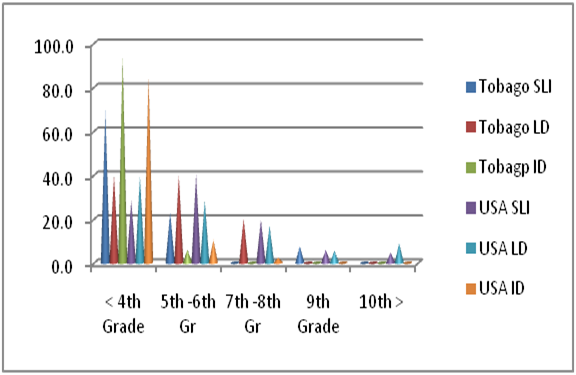 100.0
80.0
60.0
40.0
20.0
0.0
< 4th Grade
5th -6th Gr
7th -8th Gr
9th Grade
10th >
Tobago SLI
Tobago LD
Tobagp ID
USA SLI
USA LD
USA ID